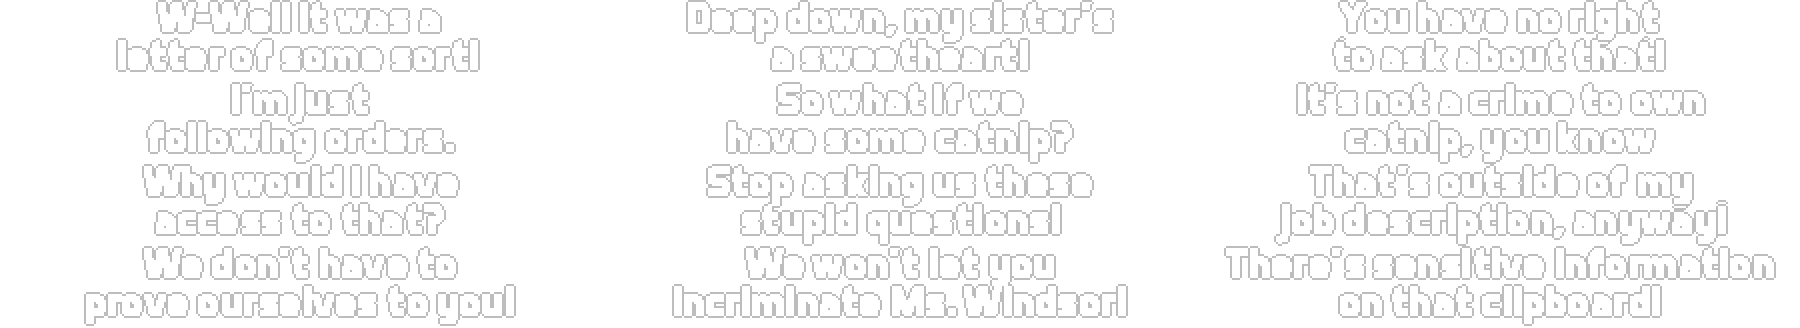 W-Well it was a
letter of some sort!
I'm just
following orders.
Why would I have
access to that?
We don't have to
prove ourselves to you!
Deep down, my sister's
a sweetheart!
So what if we
have some catnip?
Stop asking us these
stupid questions!
We won't let you
incriminate Ms. Windsor!
You have no right
to ask about that!
It's not a crime to own
catnip, you know
That's outside of my
job description, anyway!
There's sensitive information
on that clipboard!